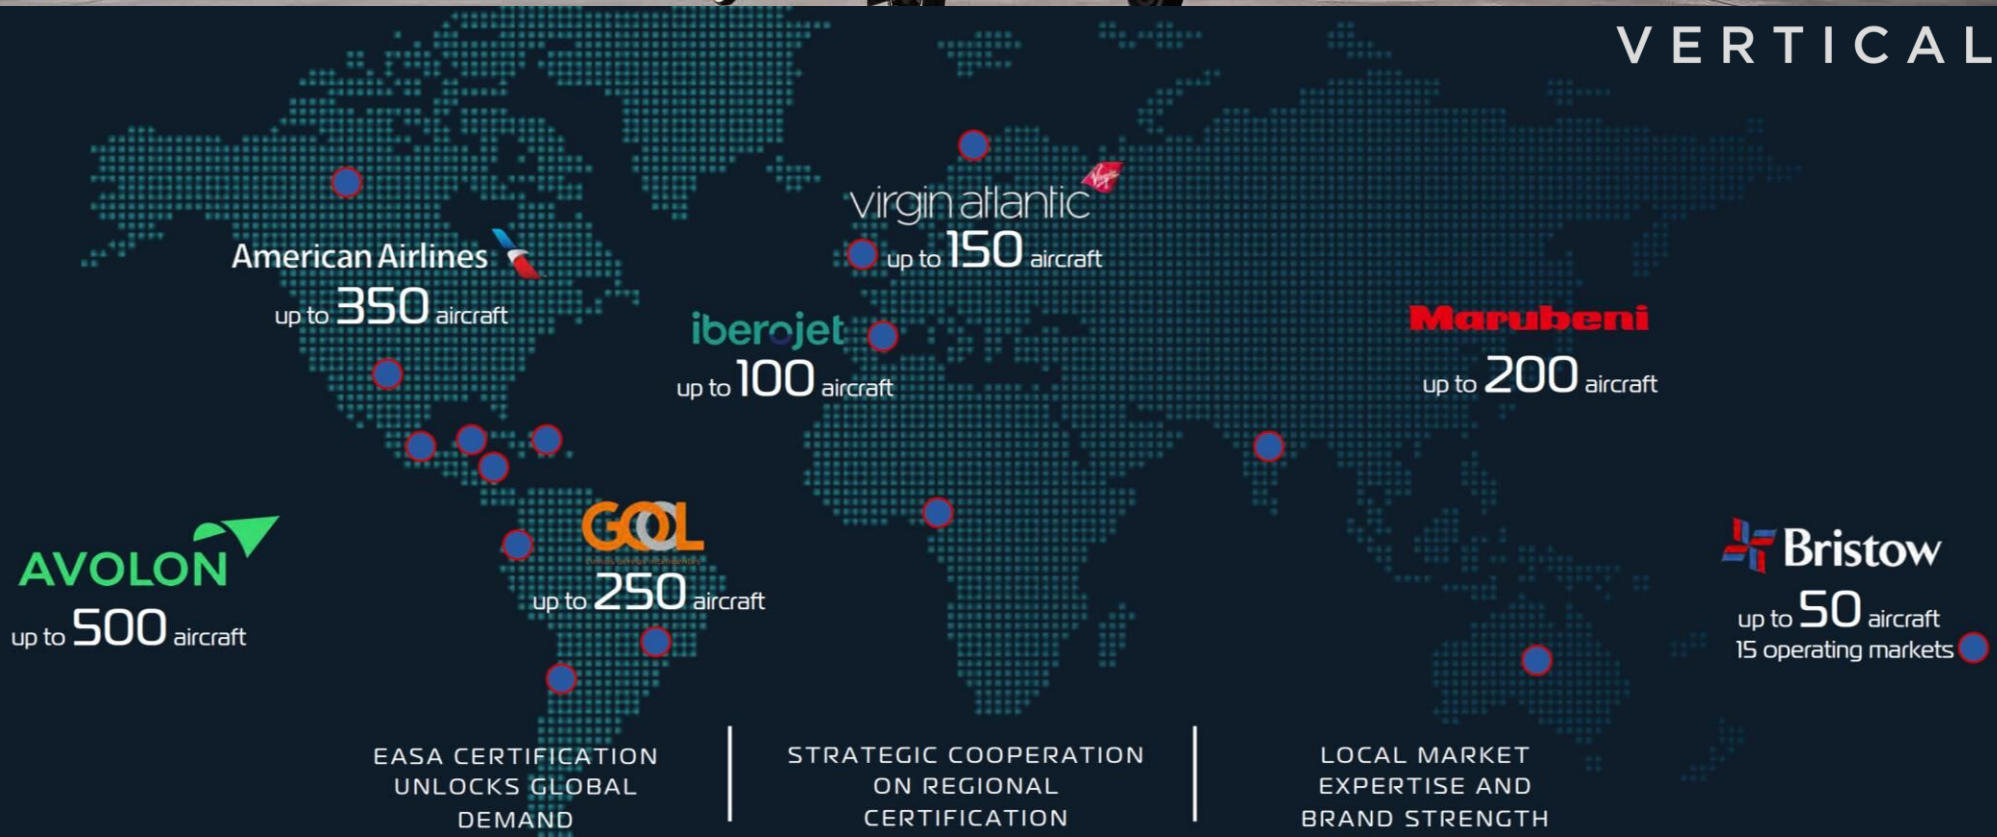 VERTICAL
virgin atlantic
Virgin
up to 150 aircraft
American Airlines
up to 350 aircraft
iberojet
up to 100 aircraft
Marubeni
up to 200 aircraft
AVOLON
up to 500 aircraft
GOL
up to 250 aircraft
Bristow
up to 50 aircraft
15 operating markets
EASA CERTIFICATION
UNLOCKS GLOBAL
DEMAND
STRATEGIC COOPERATION
ON REGIONAL
CERTIFICATION
LOCAL MARKET
EXPERTISE AND
BRAND STRENGTH